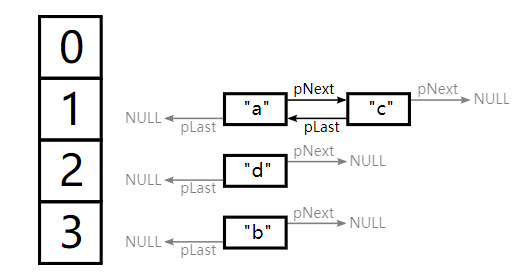 0
pNext pNext
1 "a" "c" NULL
NULL pLast pLast
pNext
2 "d" NULL
NULL pLast
pNext
3 "b" NULL
NULL pLast